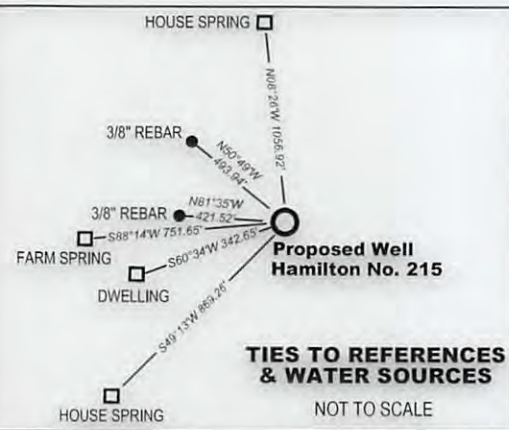 HOUSE SPRING
N08°26'W 1056.92'
3/8" REBAR
N50°49'W
493.94'
3/8" REBAR
N81°35'W
421.52'
S88°14'W 751.65'
FARM SPRING
S60°34'W 342.65'
DWELLING
Proposed Well
Hamilton No. 215
S49°13'W 869.26'
HOUSE SPRING
TIES TO REFERENCES
& WATER SOURCES
NOT TO SCALE